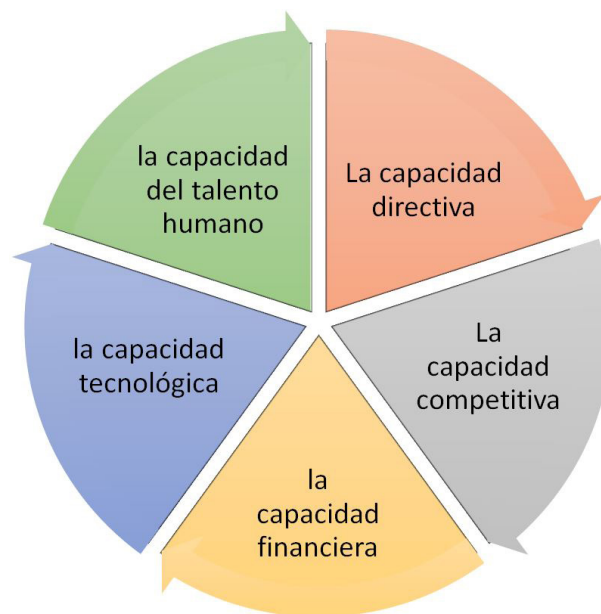 La capacidad
directiva
La
capacidad
competitiva
la
capacidad
financiera
la capacidad
tecnológica
la capacidad
del talento
humano